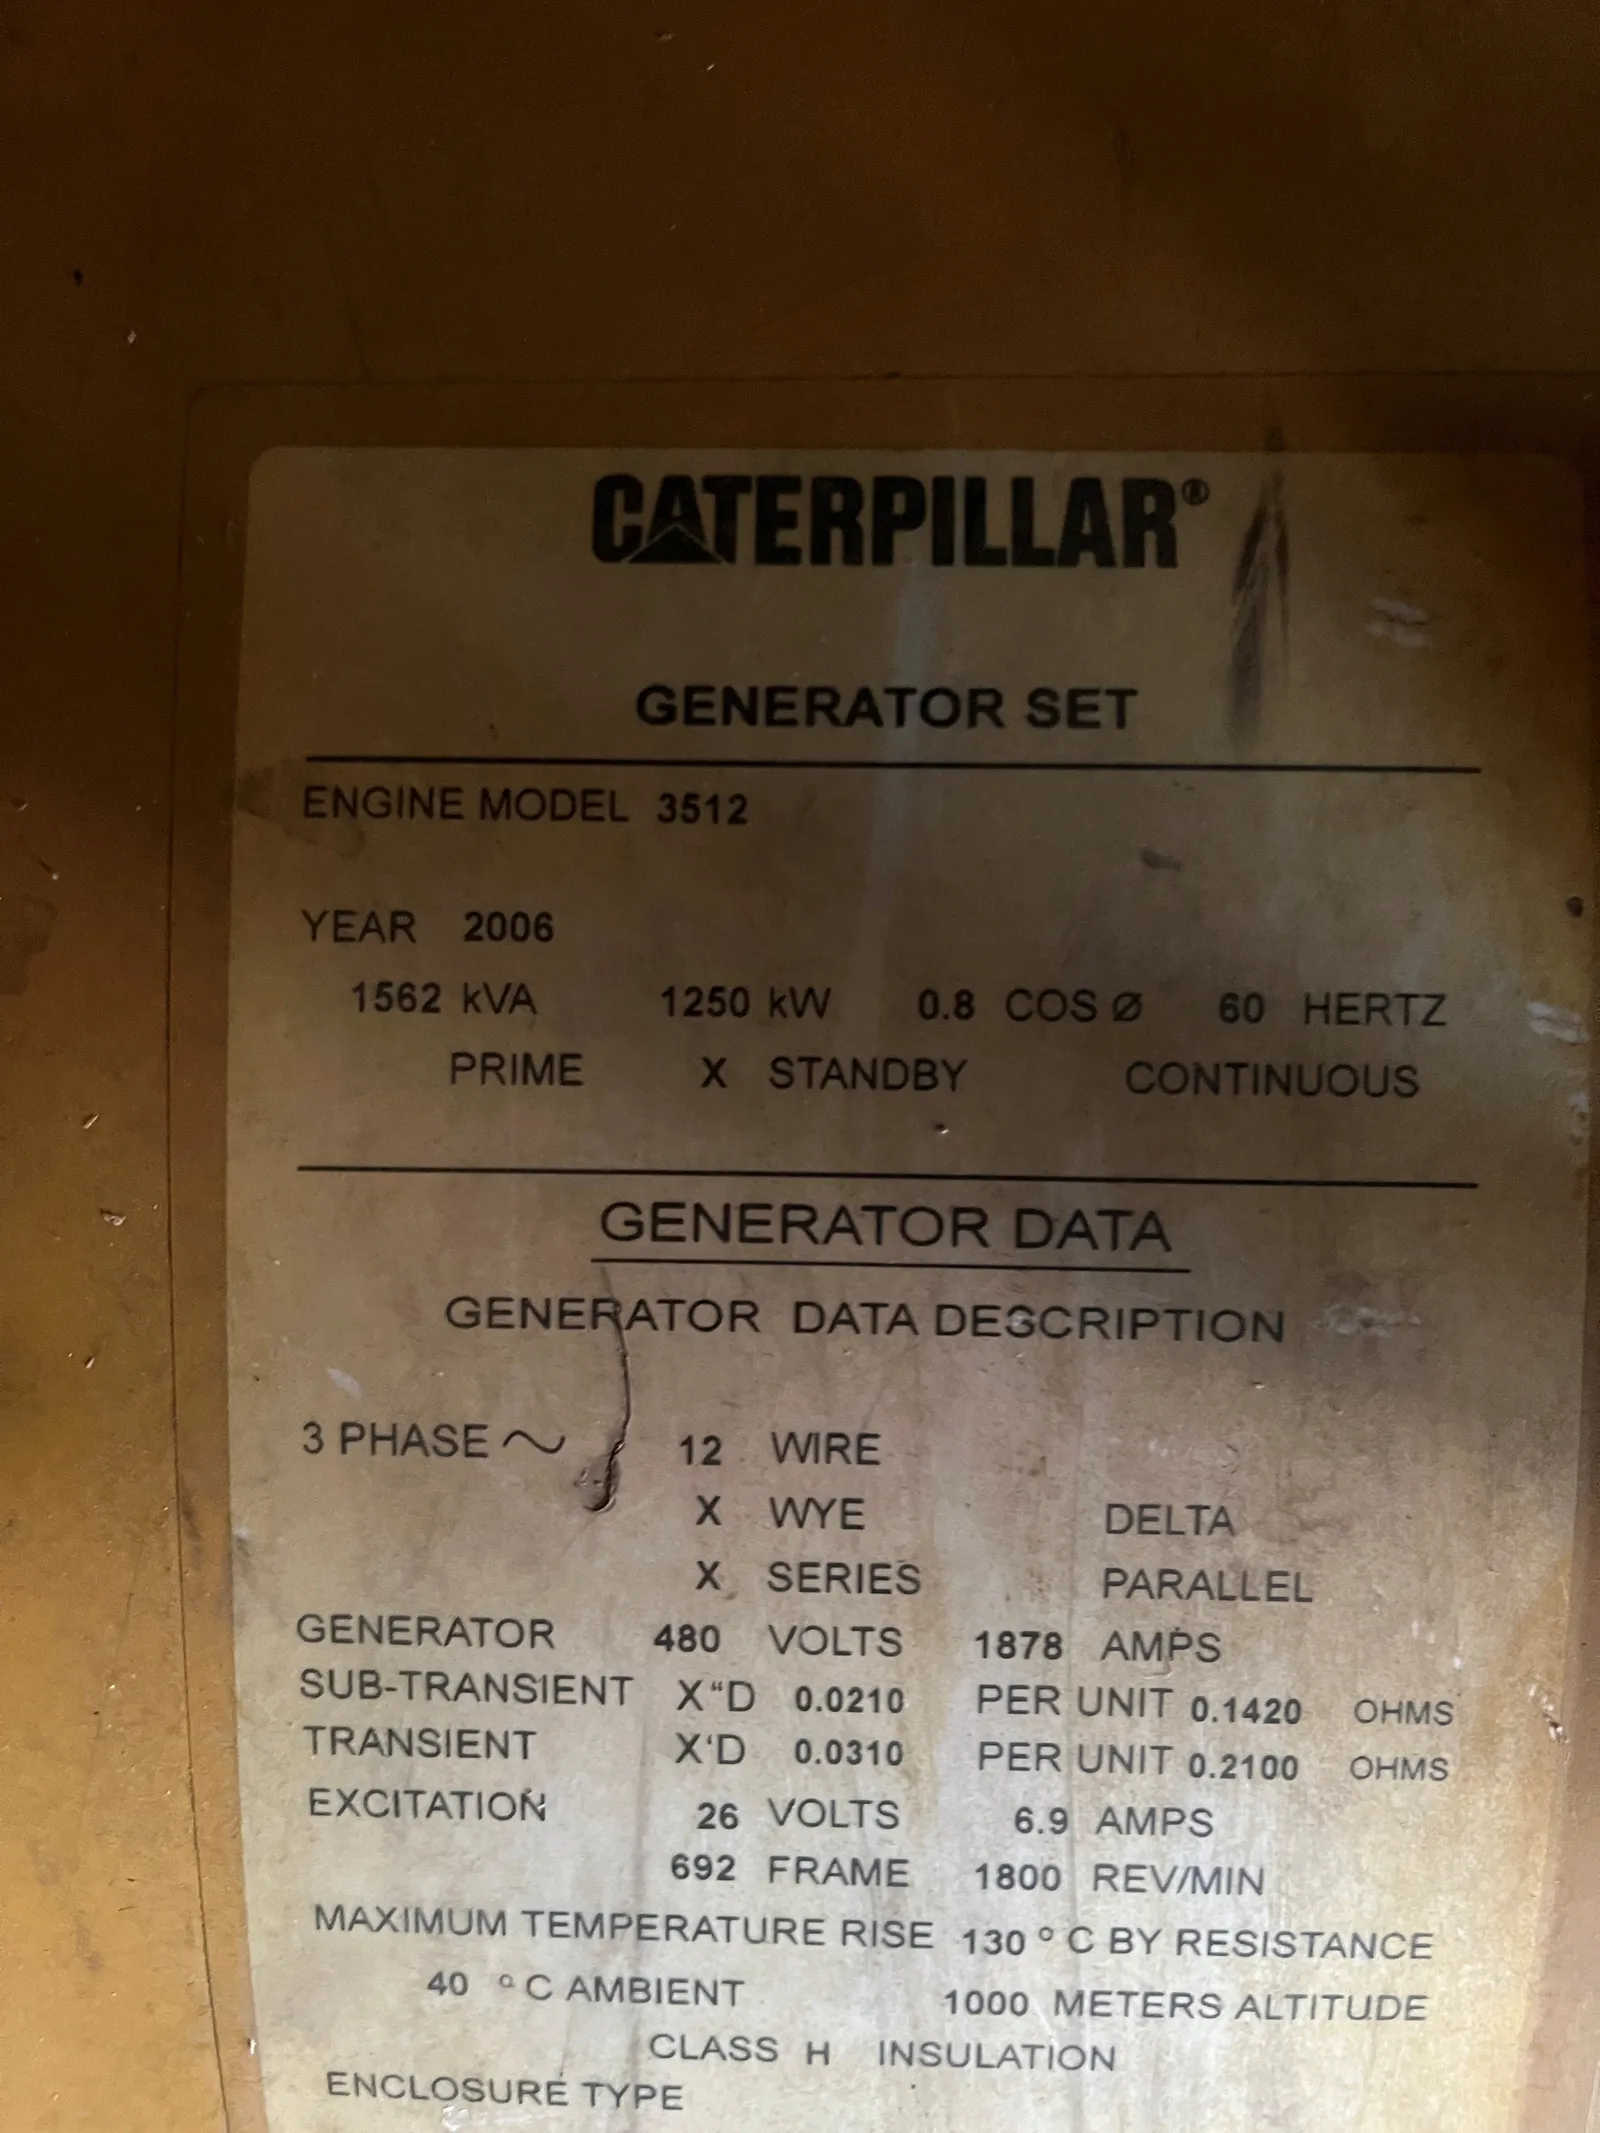 CATERPILLAR®
GENERATOR SET
ENGINE MODEL 3512
YEAR 2006
1562 kVA 1250 kW 0.8 COS Ø 60 HERTZ
PRIME X STANDBY CONTINUOUS
GENERATOR DATA
GENERATOR DATA DESCRIPTION
3 PHASE ~ 12 WIRE
X WYE DELTA
X SERIES PARALLEL
GENERATOR 480 VOLTS 1878 AMPS
SUB-TRANSIENT X“D 0.0210 PER UNIT 0.1420 OHMS
TRANSIENT X‘D 0.0310 PER UNIT 0.2100 OHMS
EXCITATION 26 VOLTS 6.9 AMPS
692 FRAME 1800 REV/MIN
MAXIMUM TEMPERATURE RISE 130 ° C BY RESISTANCE
40 ° C AMBIENT 1000 METERS ALTITUDE
CLASS H INSULATION
ENCLOSURE TYPE